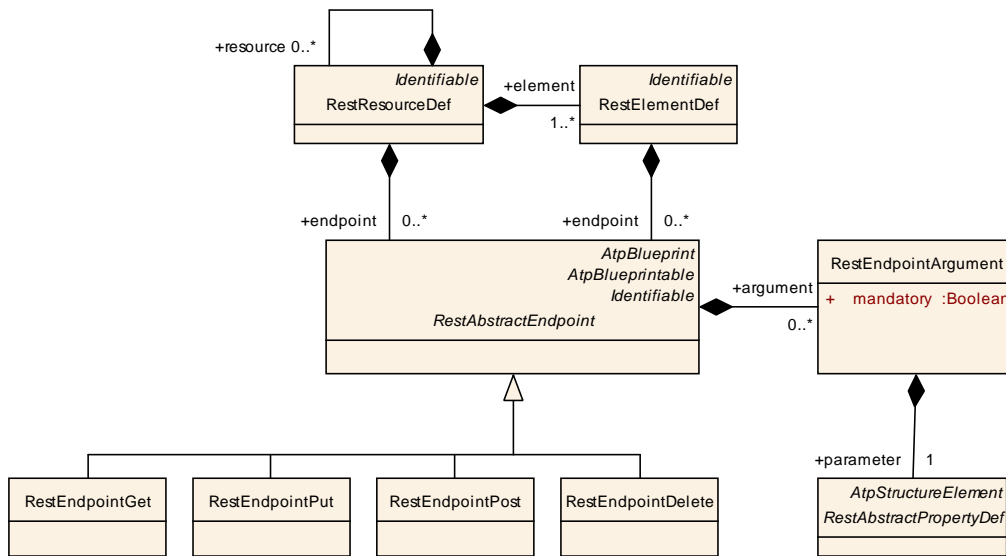 +resource 0..*
Identifiable
RestResourceDef
+element
1..*
Identifiable
RestElementDef
+endpoint 0..*
+endpoint 0..*
AtpBlueprint
AtpBlueprintable
Identifiable
RestAbstractEndpoint
+argument
0..*
RestEndpointArgument
+ mandatory :Boolean
+parameter 1
AtpStructureElement
RestAbstractPropertyDef
RestEndpointGet
RestEndpointPut
RestEndpointPost
RestEndpointDelete